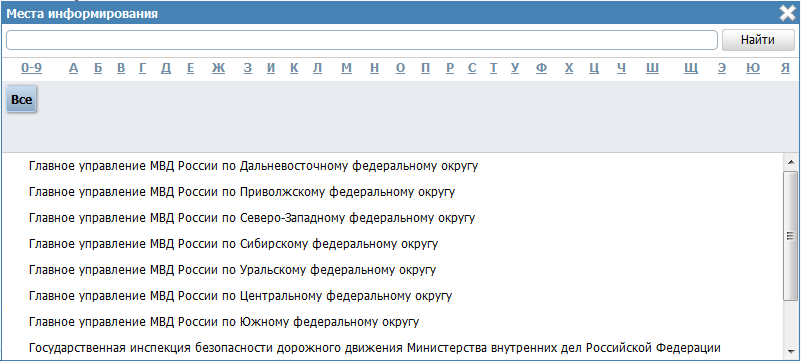 Места информирования
Найти
0-9 А Б В Г Д Е Ж З И К Л М Н О П Р С Т У Ф Х Ц Ч Ш Щ Э Ю Я
Все
Главное управление МВД России по Дальневосточному федеральному округу
Главное управление МВД России по Приволжскому федеральному округу
Главное управление МВД России по Северо-Западному федеральному округу
Главное управление МВД России по Сибирскому федеральному округу
Главное управление МВД России по Уральскому федеральному округу
Главное управление МВД России по Центральному федеральному округу
Главное управление МВД России по Южному федеральному округу
Государственная инспекция безопасности дорожного движения Министерства внутренних дел Российской Федерации